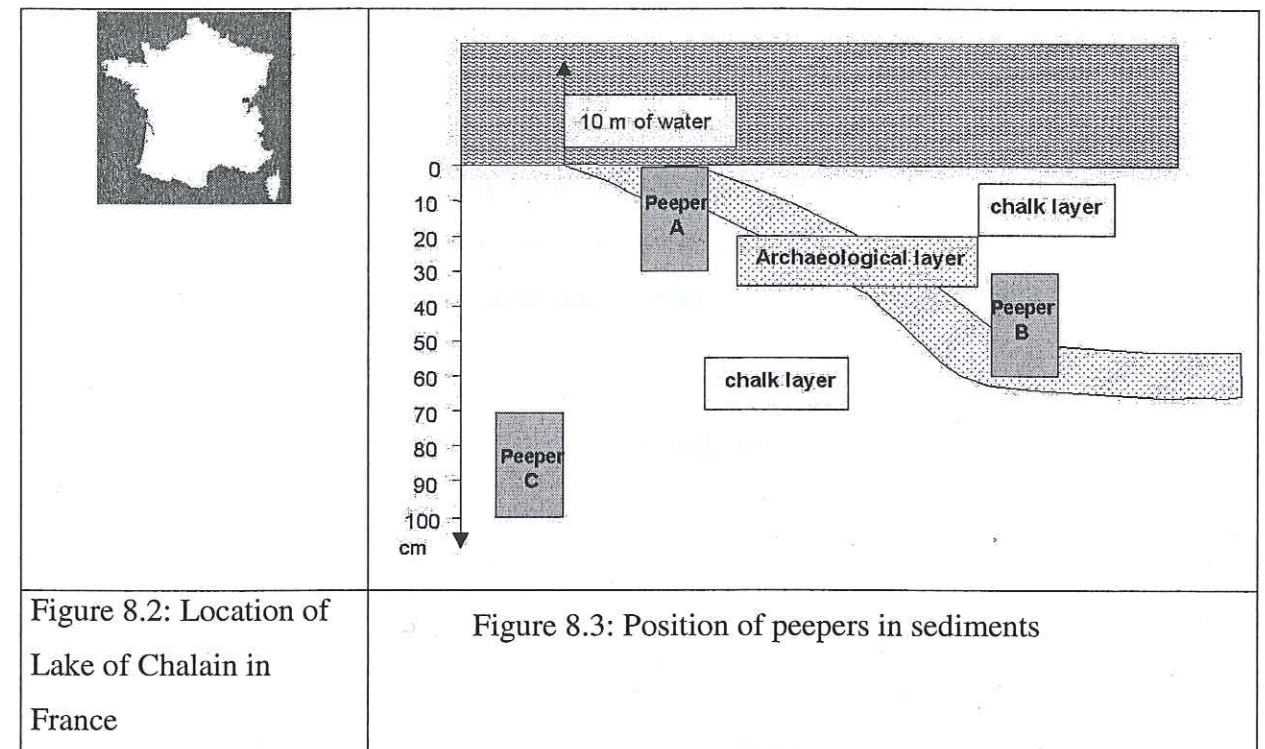 10 m of water
0
10
20
30
40
50
60
70
80
90
100
cm
Peeper
A
chalk layer
Archaeological layer
Peeper
B
chalk layer
Peeper
C
Figure 8.2: Location of
Lake of Chalain in
France
Figure 8.3: Position of peepers in sediments